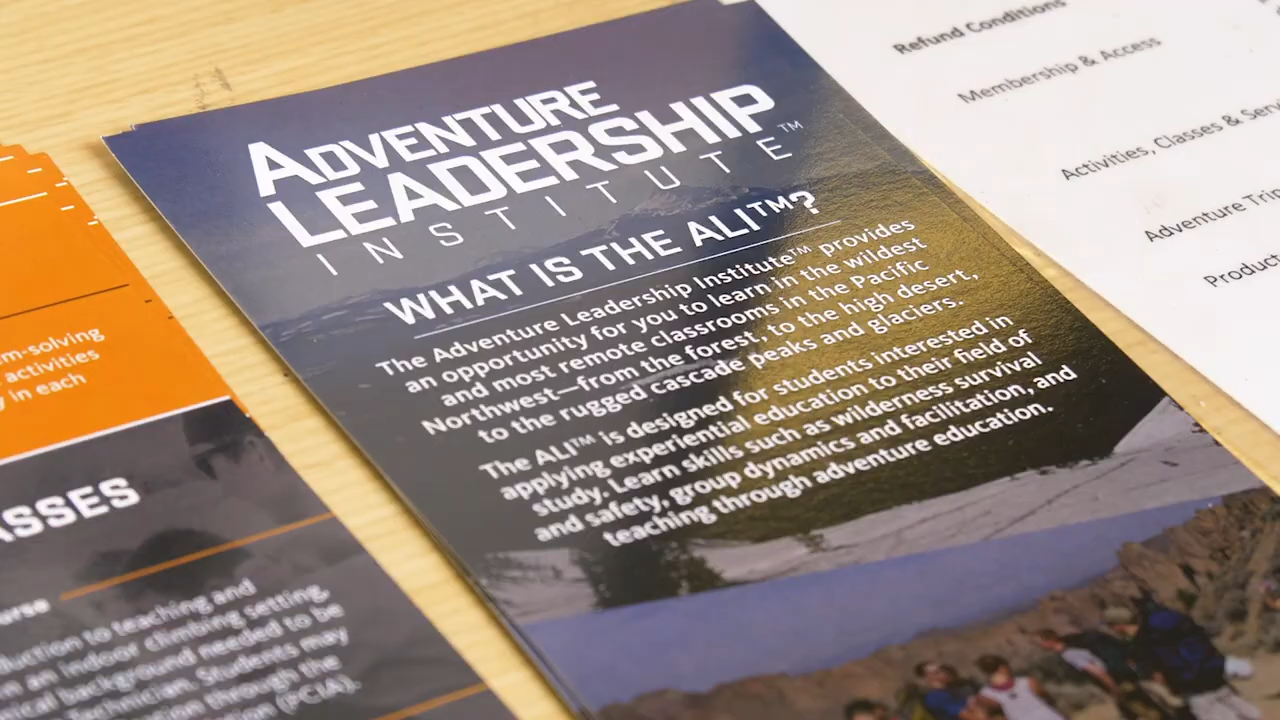 ADVENTURE
LEADERSHIP
INSTITUTE™
WHAT IS THE ALI™?
The Adventure Leadership Institute™ provides
an opportunity for you to learn in the wildest
and most remote classrooms in the Pacific
Northwest—from the forest, to the high desert,
to the rugged cascade peaks and glaciers.
The ALI™ is designed for students interested in
applying experiential education to their field of
study. Learn skills such as wilderness survival
and safety, group dynamics and facilitation, and
teaching through adventure education.
m-solving
activities
in each
ASSES
urse
duction to teaching and
an indoor climbing setting.
ical background needed to be
Technician. Students may
ation through the
(PCIA).
Refund Conditions
Membership & Access
Activities, Classes & Serv
Adventure Trip
Product